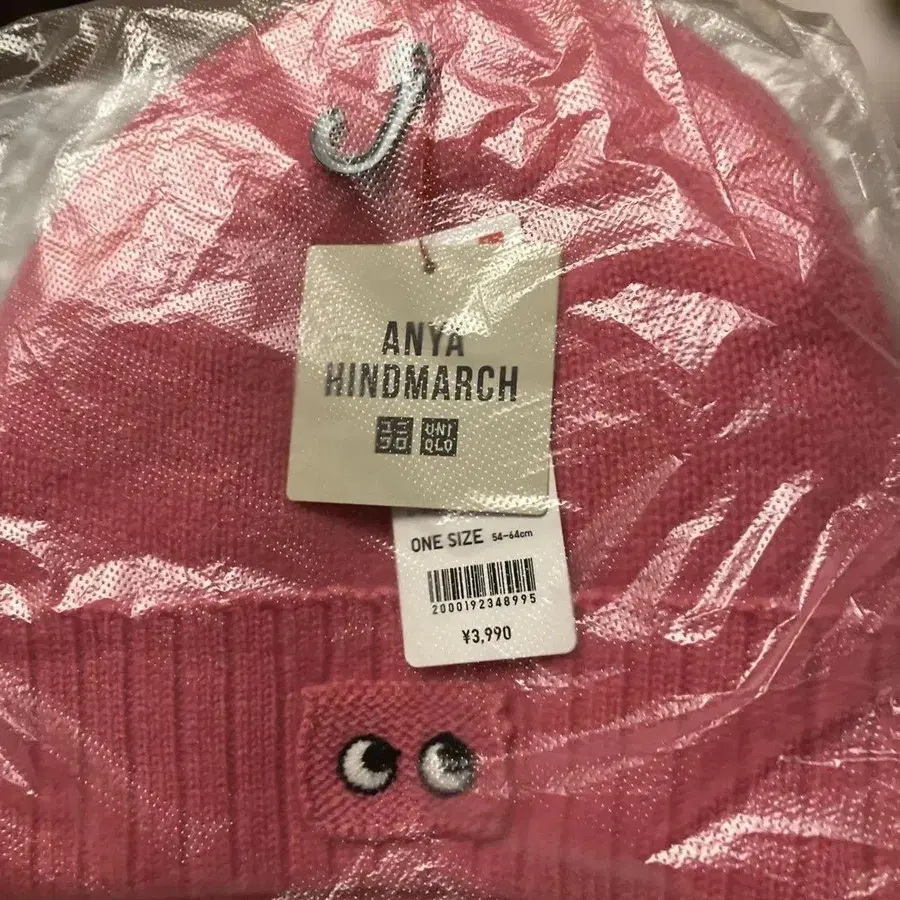 ANYA
HINDMARCH
ユニ UNI
クロ QLO
ONE SIZE 54-64cm
2000192348995
¥3,990